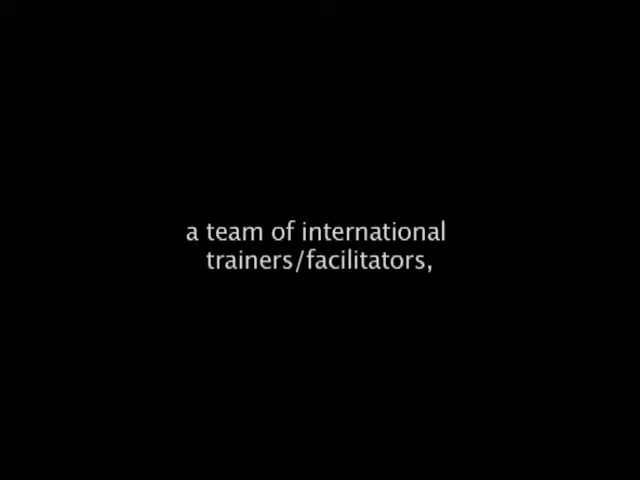 a team of international
trainers/facilitators,